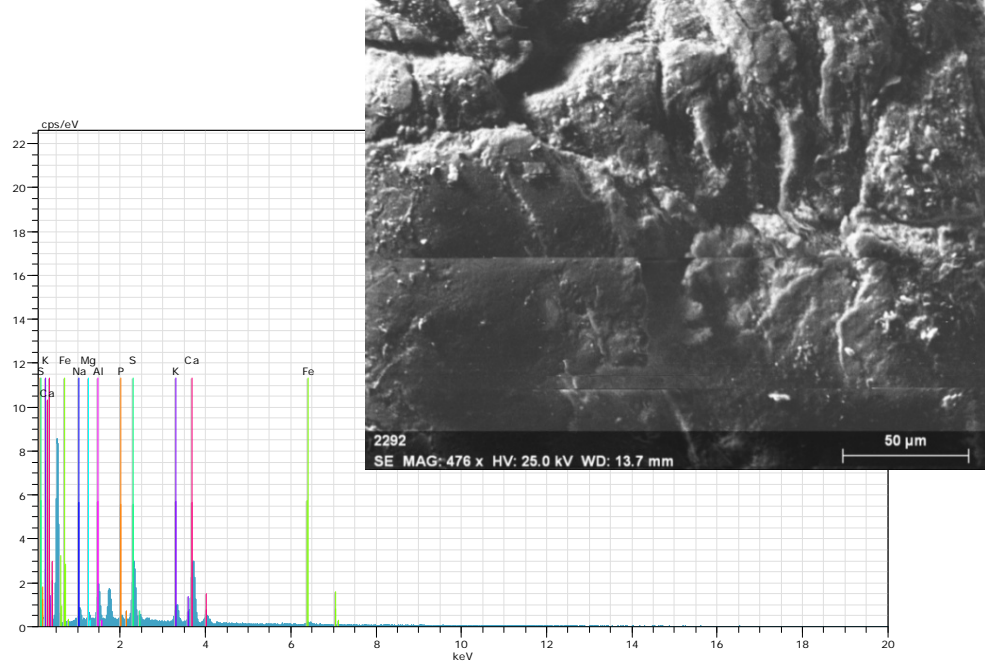 cps/eV
22
20
18
16
14
12
10
8
6
4
2
0
K Fe Mg S Ca
S Na Al P K Fe
Ca
2 4 6 8 10 12 14 16 18 20
keV
2292
50 µm
SE MAG: 476 x HV: 25.0 kV WD: 13.7 mm